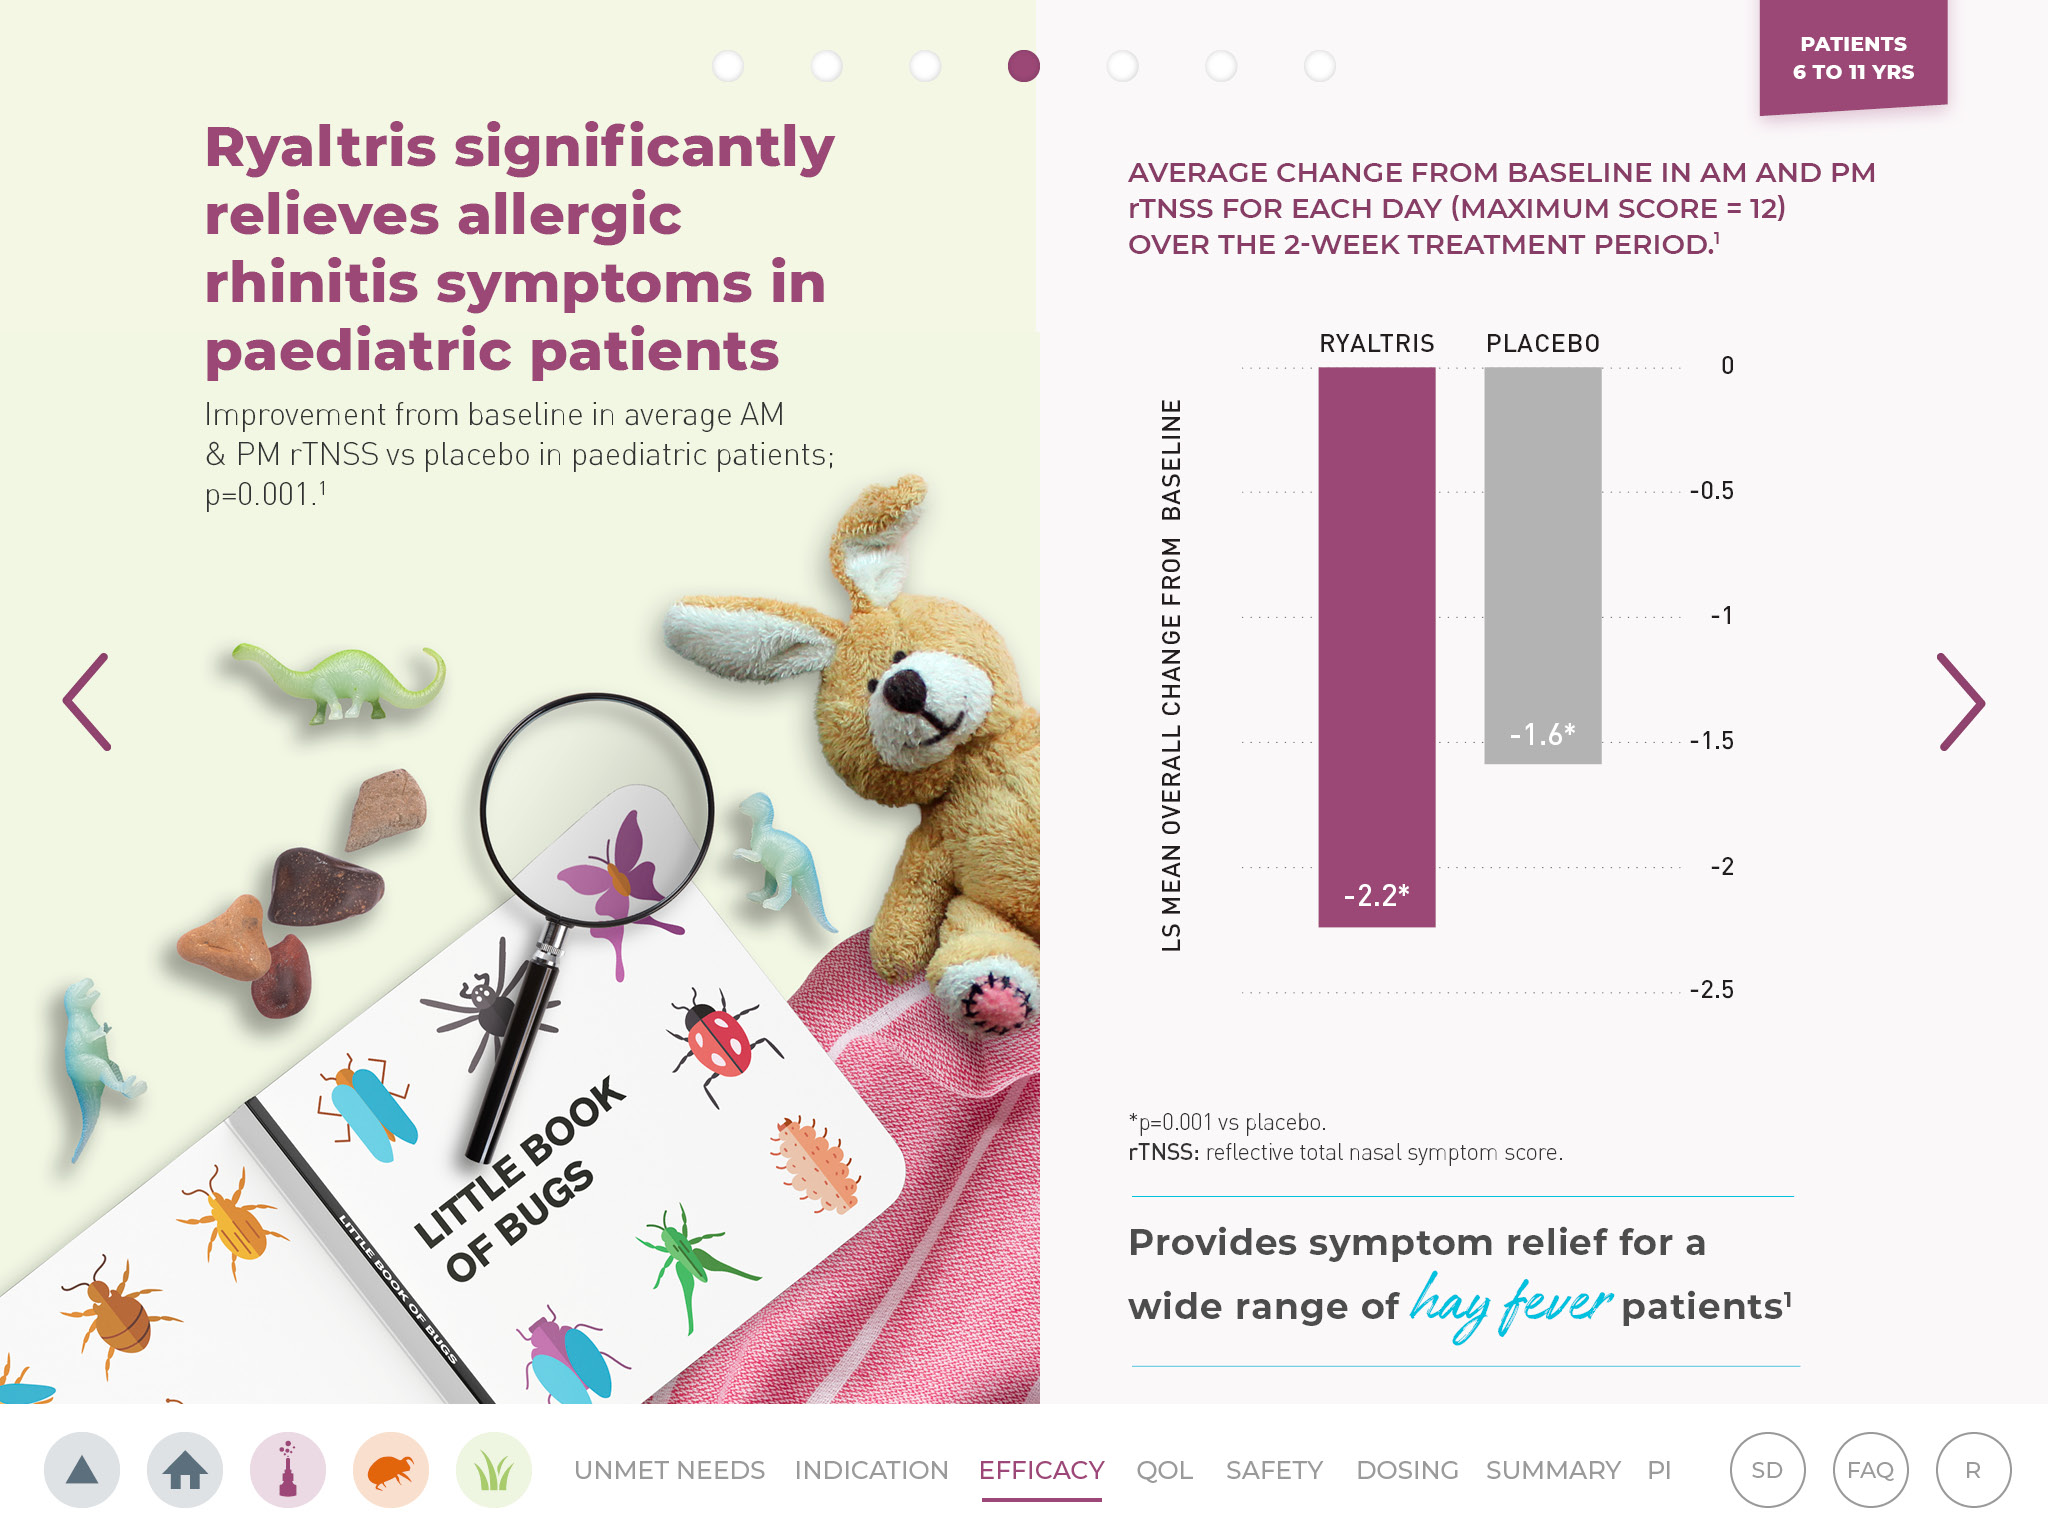 PATIENTS
6 TO 11 YRS
Ryaltris significantly
relieves allergic
rhinitis symptoms in
paediatric patients
Improvement from baseline in average AM
& PM rTNSS vs placebo in paediatric patients;
p=0.001.¹
LITTLE BOOK
OF BUGS
LITTLE BOOK OF BUGS
AVERAGE CHANGE FROM BASELINE IN AM AND PM
rTNSS FOR EACH DAY (MAXIMUM SCORE = 12)
OVER THE 2-WEEK TREATMENT PERIOD.¹
RYALTRIS PLACEBO
LS MEAN OVERALL CHANGE FROM BASELINE
0
-0.5
-1
-1.5
-2
-2.5
-2.2*
-1.6*
*p=0.001 vs placebo.
rTNSS: reflective total nasal symptom score.
Provides symptom relief for a
wide range of hay fever patients¹
UNMET NEEDS INDICATION EFFICACY QOL SAFETY DOSING SUMMARY PI SD FAQ R